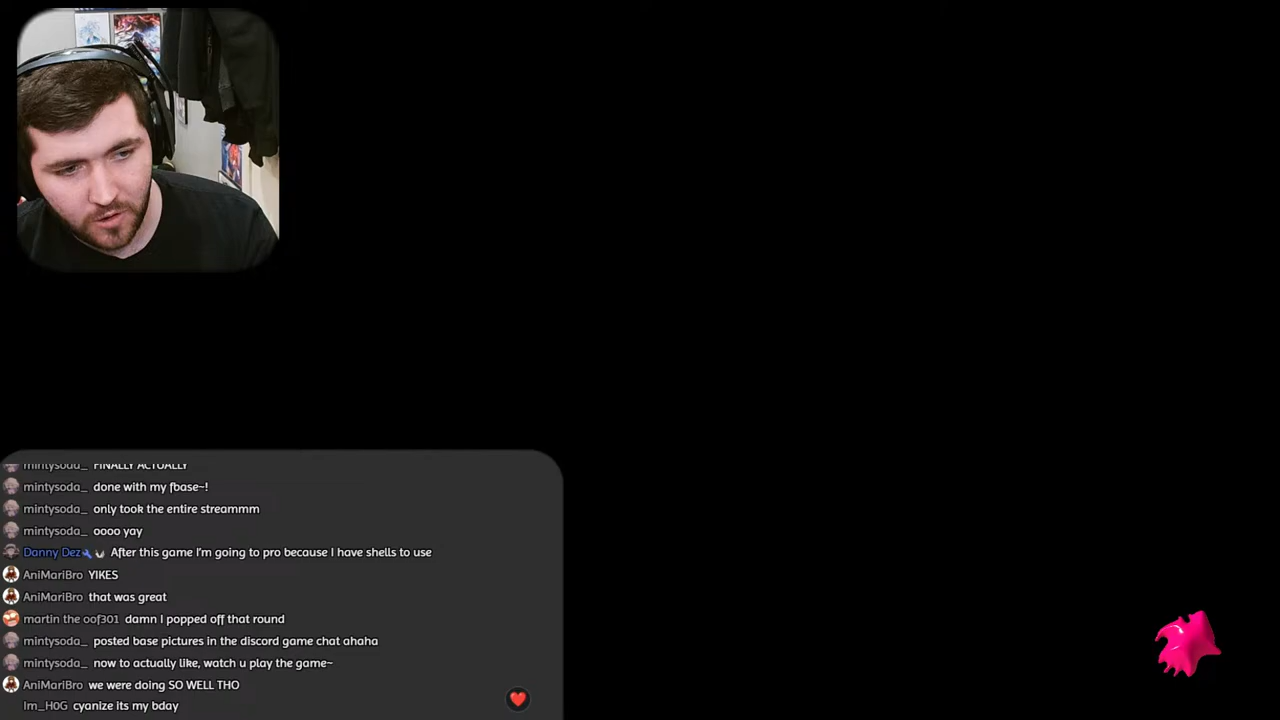 mintysoda_ FINALLY ACTUALLY
mintysoda_ done with my fbase~!
mintysoda_ only took the entire streammm
mintysoda_ oooo yay
Danny Dez After this game I'm going to pro because I have shells to use
AniMariBro YIKES
AniMariBro that was great
martin the oof301 damn I popped off that round
mintysoda_ posted base pictures in the discord game chat ahaha
mintysoda_ now to actually like, watch u play the game~
AniMariBro we were doing SO WELL THO
Im_H0G cyanize its my bday